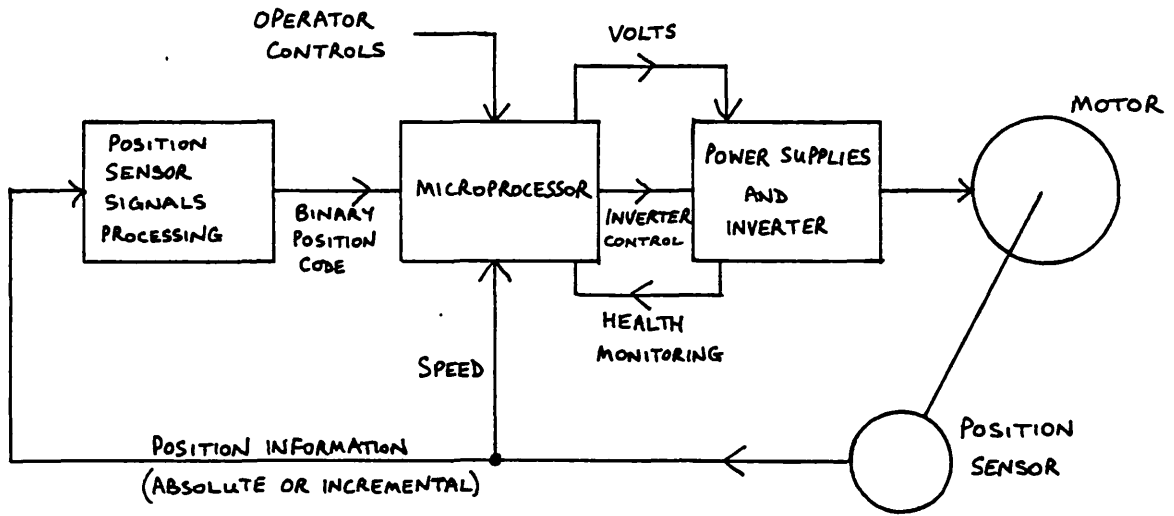 OPERATOR
CONTROLS
VOLTS
MOTOR
POSITION
SENSOR
SIGNALS
PROCESSING
BINARY
POSITION
CODE
MICROPROCESSOR
INVERTER
CONTROL
POWER SUPPLIES
AND
INVERTER
HEALTH
MONITORING
SPEED
POSITION INFORMATION
(ABSOLUTE OR INCREMENTAL)
POSITION
SENSOR